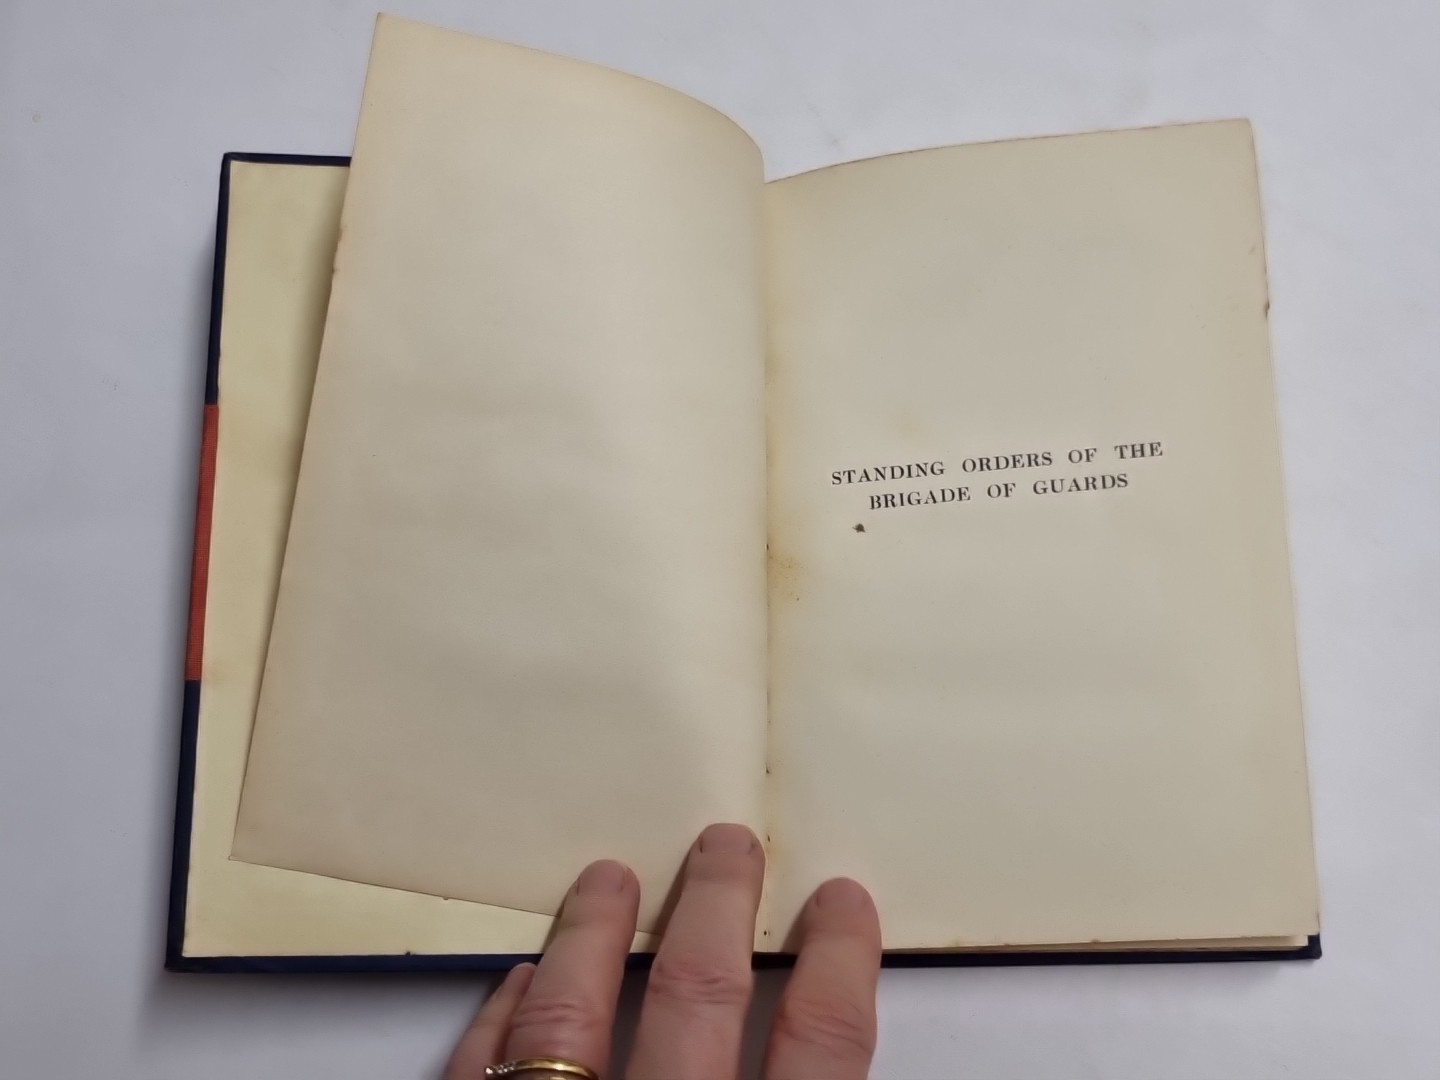 STANDING ORDERS OF THE
BRIGADE OF GUARDS